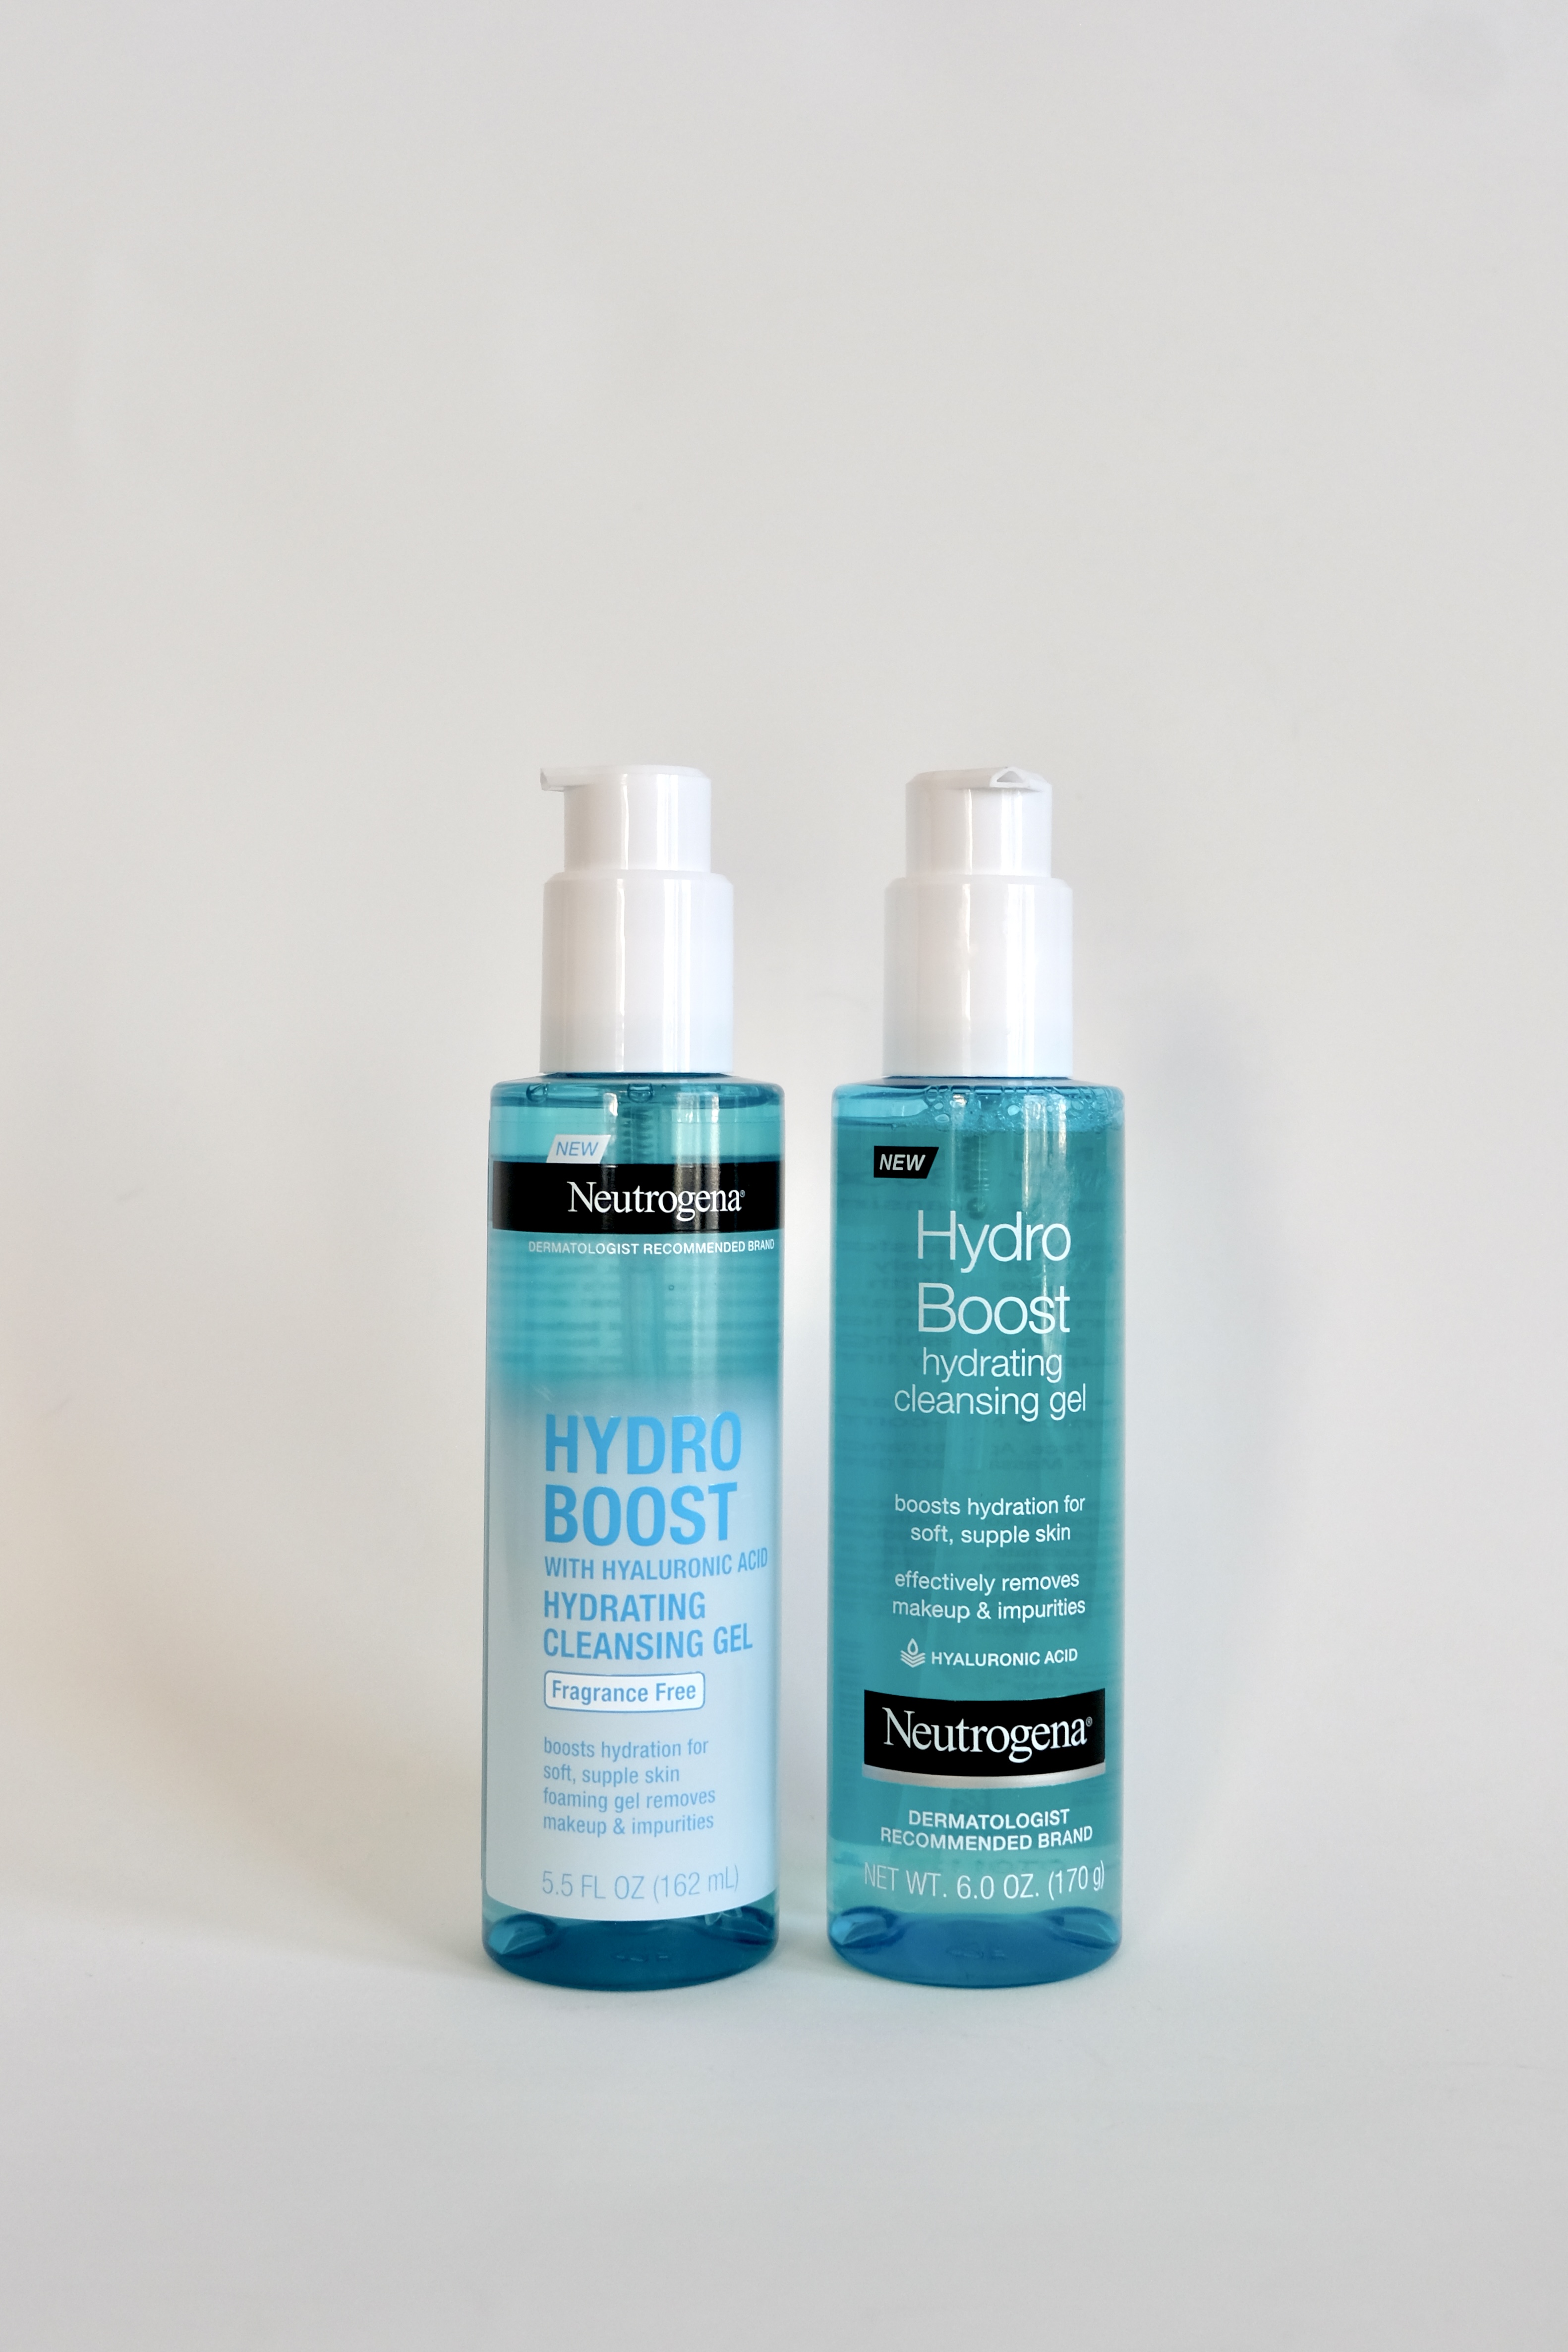 NEW
Neutrogena®
DERMATOLOGIST RECOMMENDED BRAND
HYDRO
BOOST
WITH HYALURONIC ACID
HYDRATING
CLEANSING GEL
Fragrance Free
boosts hydration for
soft, supple skin
foaming gel removes
makeup & impurities
5.5 FL OZ (162 mL)
NEW
Hydro
Boost
hydrating
cleansing gel
boosts hydration for
soft, supple skin
effectively removes
makeup & impurities
HYALURONIC ACID
Neutrogena®
DERMATOLOGIST
RECOMMENDED BRAND
NET WT. 6.0 OZ. (170 g)